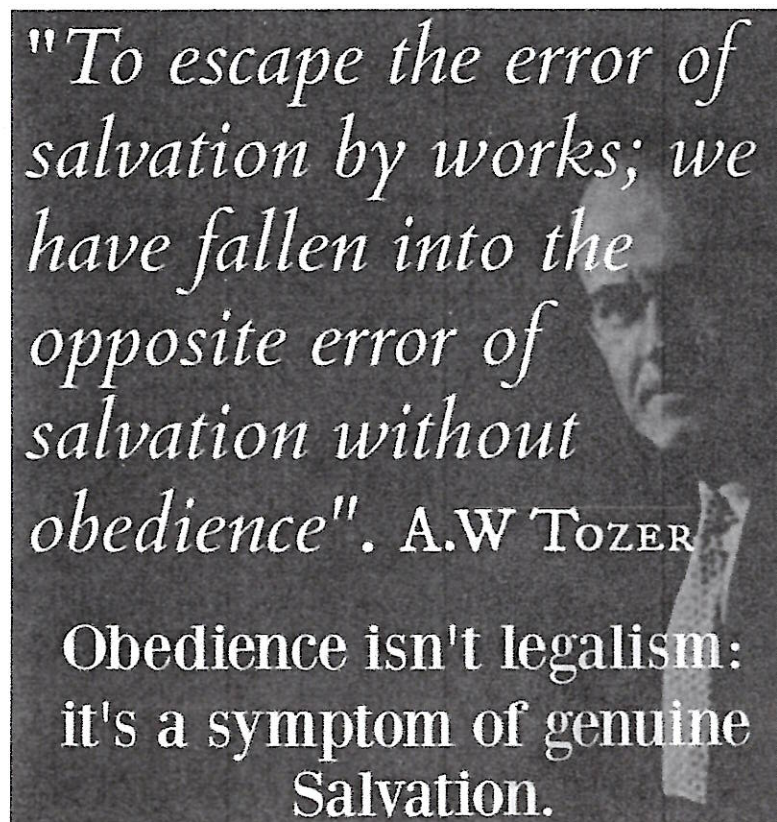 "To escape the error of
salvation by works; we
have fallen into the
opposite error of
salvation without
obedience". A.W TOZER
Obedience isn't legalism:
it's a symptom of genuine
Salvation.